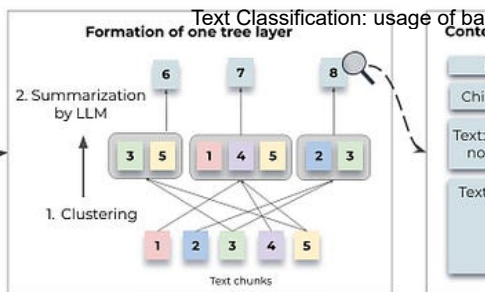 Text Classification: usage of ba
Formation of one tree layer
Conte
6 7 8
2. Summarization
by LLM
Chi
3 5 1 4 5 2 3
Text:
no
Text
1. Clustering
1 2 3 4 5
Text chunks